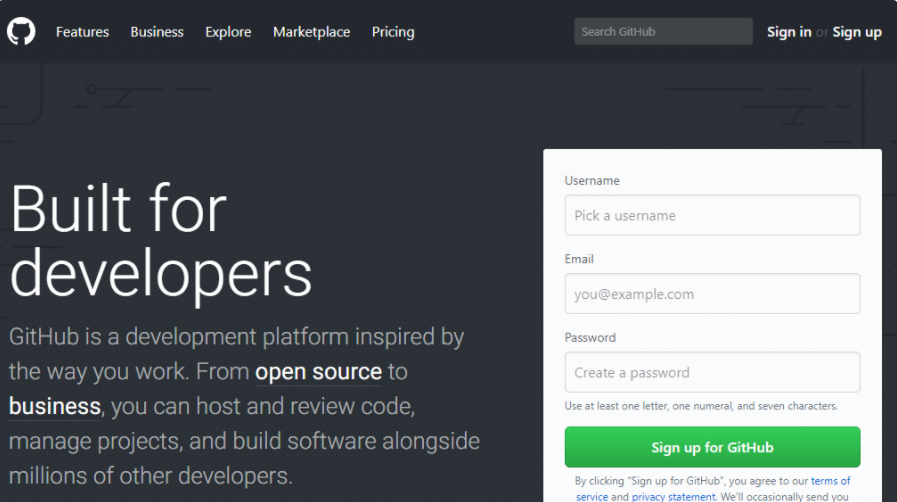 Features Business Explore Marketplace Pricing Search GitHub Sign in or Sign up
Built for
developers
GitHub is a development platform inspired by
the way you work. From open source to
business, you can host and review code,
manage projects, and build software alongside
millions of other developers.
Username
Pick a username
Email
you@example.com
Password
Create a password
Use at least one letter, one numeral, and seven characters.
Sign up for GitHub
By clicking "Sign up for GitHub", you agree to our terms of
service and privacy statement. We'll occasionally send you